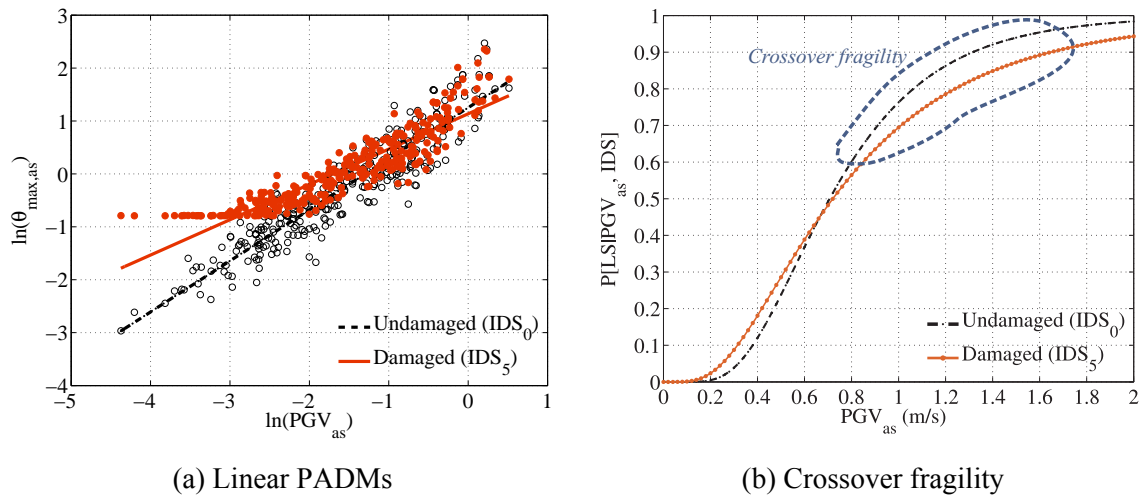 3
2
1
0
−1
−2
−3
−4
−5
−4
−3
−2
−1
0
1
ln(θmax,as)
ln(PGVas)
Undamaged (IDS0)
Damaged (IDS5)
(a) Linear PADMs
1
0.9
0.8
0.7
0.6
0.5
0.4
0.3
0.2
0.1
0
0 0.2 0.4 0.6 0.8 1 1.2 1.4 1.6 1.8 2.0
P[LS|PGVas, IDS]
PGVas (m/s)
Crossover fragility
Undamaged (IDS0)
Damaged (IDS5)
(b) Crossover fragility